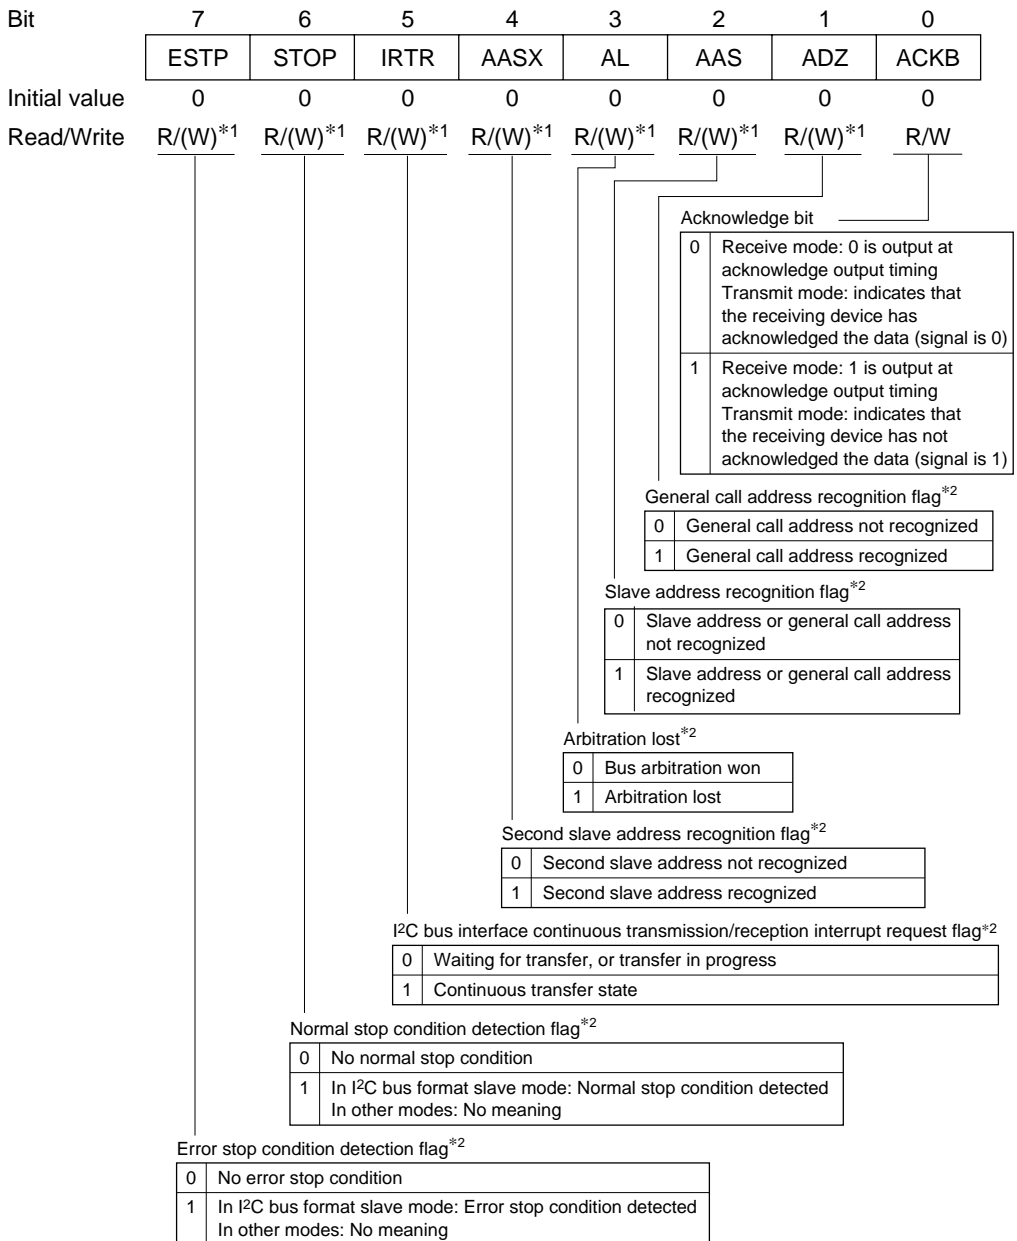 Bit 7 6 5 4 3 2 1 0
ESTP STOP IRTR AASX AL AAS ADZ ACKB
Initial value 0 0 0 0 0 0 0 0
Read/Write R/(W)*1 R/(W)*1 R/(W)*1 R/(W)*1 R/(W)*1 R/(W)*1 R/(W)*1 R/W
Acknowledge bit
0 Receive mode: 0 is output at
acknowledge output timing
Transmit mode: indicates that
the receiving device has
acknowledged the data (signal is 0)
1 Receive mode: 1 is output at
acknowledge output timing
Transmit mode: indicates that
the receiving device has not
acknowledged the data (signal is 1)
General call address recognition flag*2
0 General call address not recognized
1 General call address recognized
Slave address recognition flag*2
0 Slave address or general call address
not recognized
1 Slave address or general call address
recognized
Arbitration lost*2
0 Bus arbitration won
1 Arbitration lost
Second slave address recognition flag*2
0 Second slave address not recognized
1 Second slave address recognized
I2C bus interface continuous transmission/reception interrupt request flag*2
0 Waiting for transfer, or transfer in progress
1 Continuous transfer state
Normal stop condition detection flag*2
0 No normal stop condition
1 In I2C bus format slave mode: Normal stop condition detected
In other modes: No meaning
Error stop condition detection flag*2
0 No error stop condition
1 In I2C bus format slave mode: Error stop condition detected
In other modes: No meaning